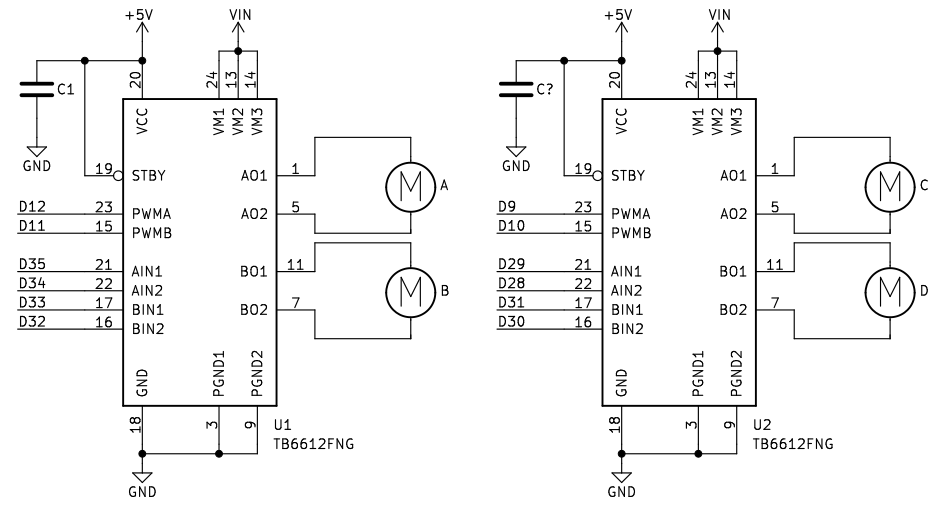 +5V
VIN
C1
GND
20
24
13
14
VCC
VM1
VM2
VM3
19
STBY
D12
23
PWMA
D11
15
PWMB
D35
21
AIN1
D34
22
AIN2
D33
17
BIN1
D32
16
BIN2
AO1
1
AO2
5
BO1
11
BO2
7
M
A
M
B
GND
PGND1
PGND2
18
3
9
U1
TB6612FNG
GND
+5V
VIN
C?
GND
20
24
13
14
VCC
VM1
VM2
VM3
19
STBY
D9
23
PWMA
D10
15
PWMB
D29
21
AIN1
D28
22
AIN2
D31
17
BIN1
D30
16
BIN2
AO1
1
AO2
5
BO1
11
BO2
7
M
C
M
D
GND
PGND1
PGND2
18
3
9
U2
TB6612FNG
GND